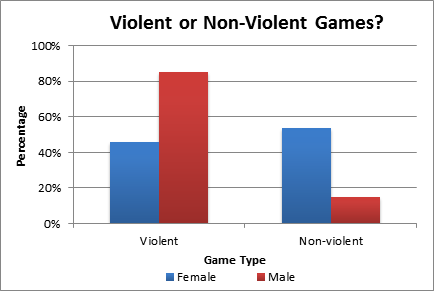 Violent or Non-Violent Games?
100%
80%
60%
40%
20%
0%
Percentage
Violent
Non-violent
Game Type
Female
Male